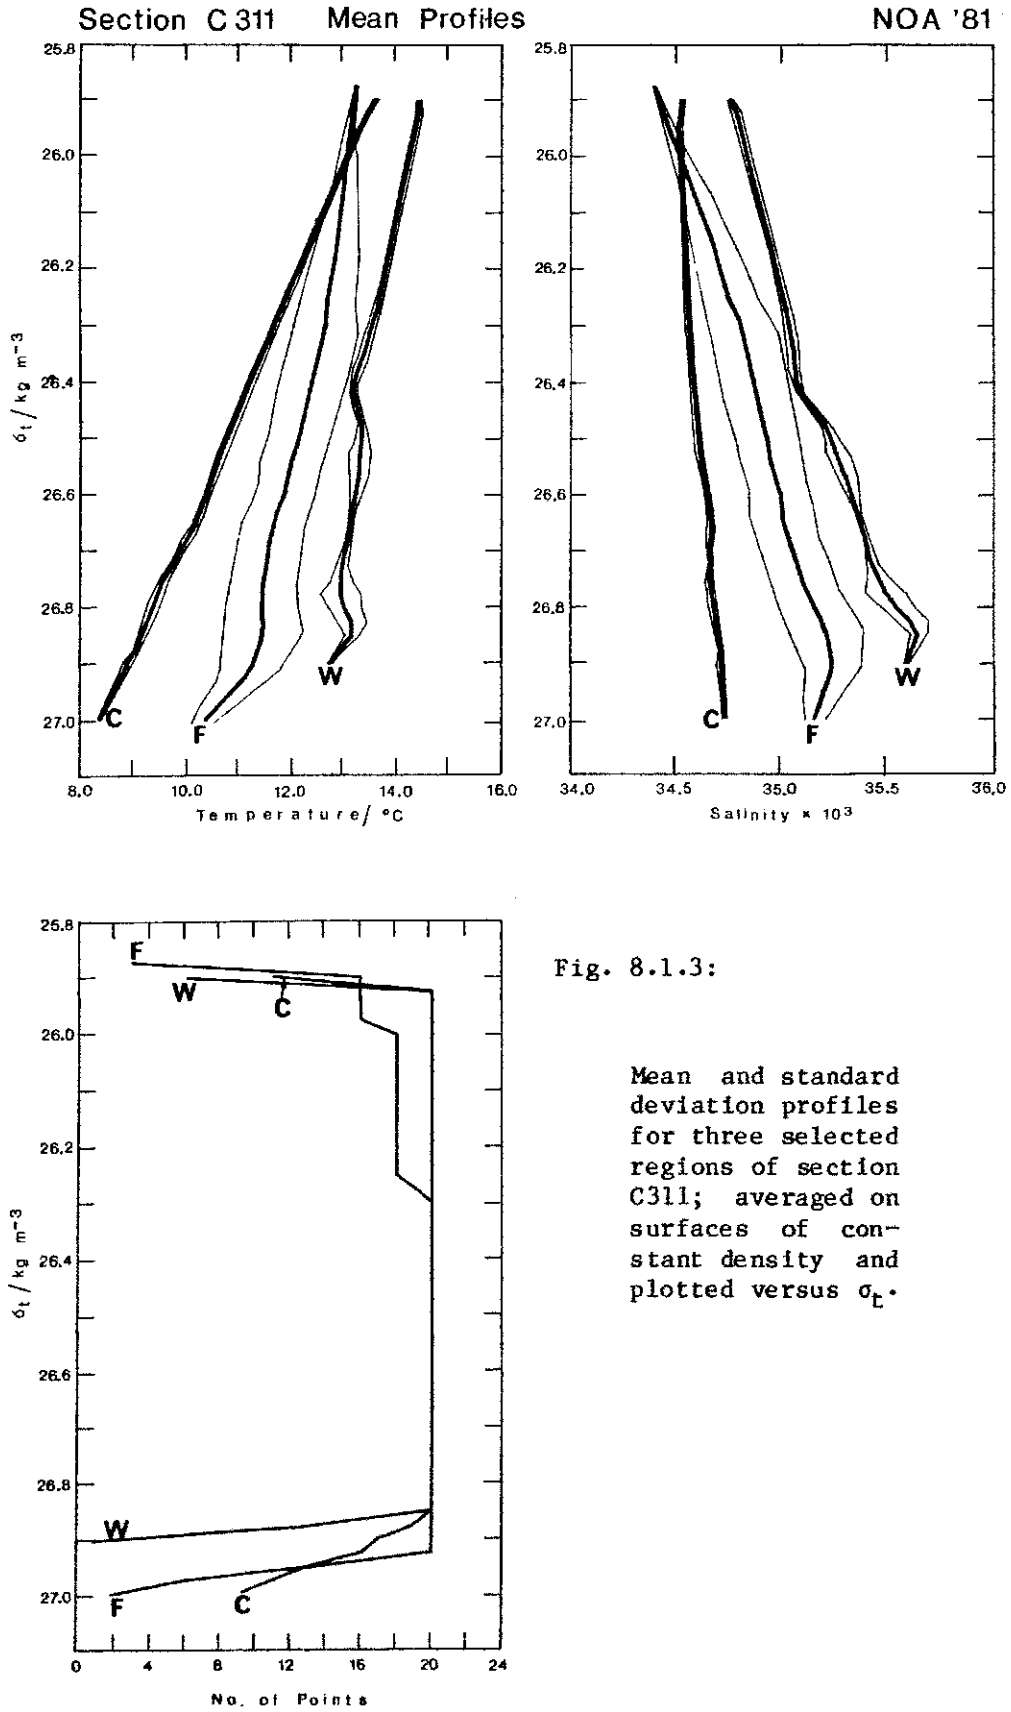 Section C 311 Mean Profiles NOA '81
25.8
26.0
26.2
26.4
26.6
26.8
27.0
σt / kg m−3
C
F
W
8.0 10.0 12.0 14.0 16.0
Temperature/ °C
25.8
26.0
26.2
26.4
26.6
26.8
27.0
C
F
W
34.0 34.5 35.0 35.5 36.0
Salinity × 103
25.8
26.0
26.2
26.4
26.6
26.8
27.0
σt / kg m−3
F
W
C
W
F
C
0 4 8 12 16 20 24
No. of Points
Fig. 8.1.3:
Mean and standard
deviation profiles
for three selected
regions of section
C311; averaged on
surfaces of con-
stant density and
plotted versus σt.